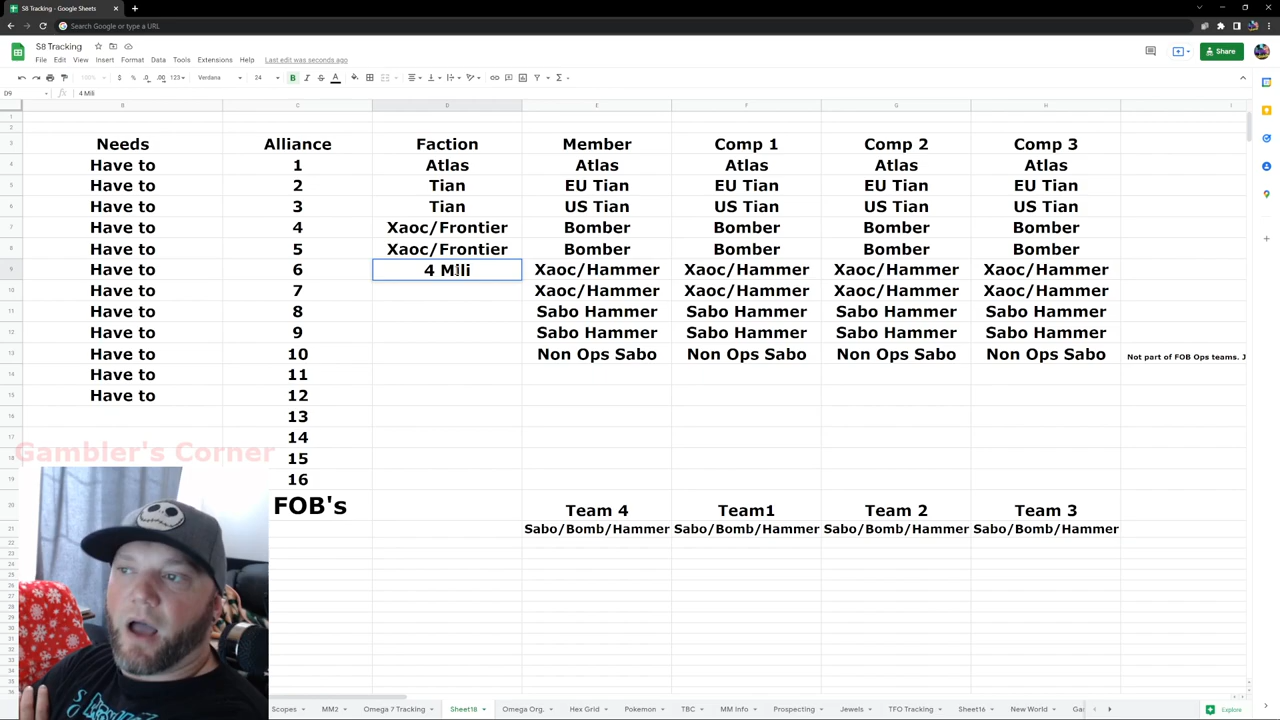 S8 Tracking - Google Sheets
Search Google or type a URL
S8 Tracking
File Edit View Insert Format Data Tools Extensions Help Last edit was seconds ago
Share
100% $ % .0 .00 123 Verdana 24 B I S A
D9 fx 4 Mili
B C D E F G H I
Needs Alliance Faction Member Comp 1 Comp 2 Comp 3
Have to 1 Atlas Atlas Atlas Atlas Atlas
Have to 2 Tian EU Tian EU Tian EU Tian EU Tian
Have to 3 Tian US Tian US Tian US Tian US Tian
Have to 4 Xaoc/Frontier Bomber Bomber Bomber Bomber
Have to 5 Xaoc/Frontier Bomber Bomber Bomber Bomber
Have to 6 4 Mili Xaoc/Hammer Xaoc/Hammer Xaoc/Hammer Xaoc/Hammer
Have to 7 Xaoc/Hammer Xaoc/Hammer Xaoc/Hammer Xaoc/Hammer
Have to 8 Sabo Hammer Sabo Hammer Sabo Hammer Sabo Hammer
Have to 9 Sabo Hammer Sabo Hammer Sabo Hammer Sabo Hammer
Have to 10 Non Ops Sabo Non Ops Sabo Non Ops Sabo Non Ops Sabo Not part of FOB Ops teams. J
Have to 11
Have to 12
13
14
15
Gambler's Corner
16
FOB's Team 4 Team1 Team 2 Team 3
Sabo/Bomb/Hammer Sabo/Bomb/Hammer Sabo/Bomb/Hammer Sabo/Bomb/Hammer
Scopes MM2 Omega 7 Tracking Sheet18 Omega Org. Hex Grid Pokemon TBC MM Info Prospecting Jewels TFO Tracking Sheet16 New World Explore